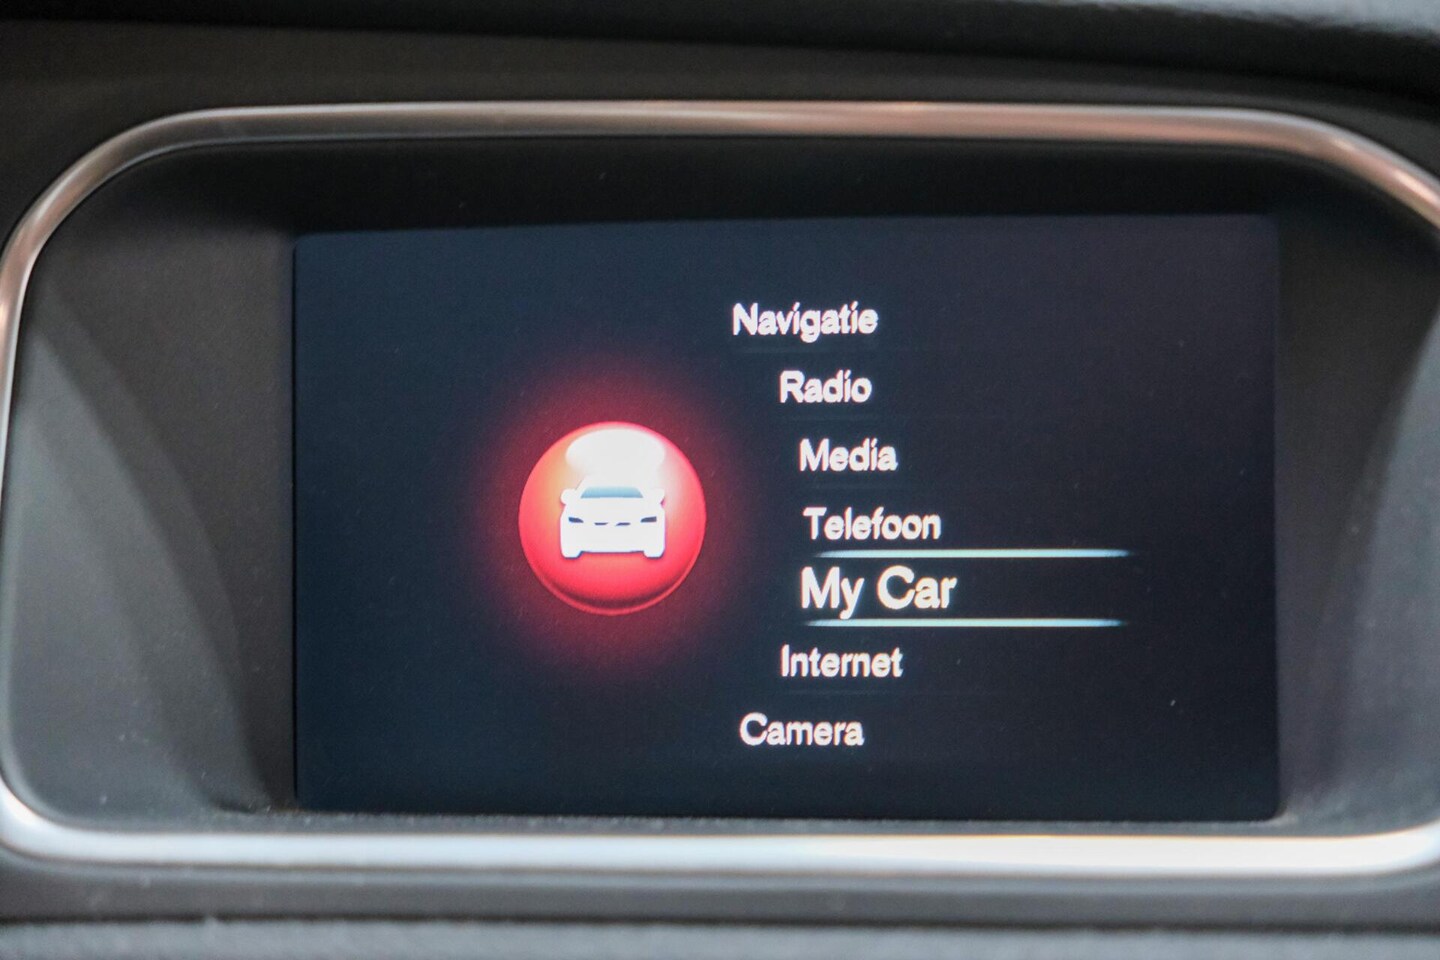 Navigatie
Radio
Media
Telefoon
My Car
Internet
Camera